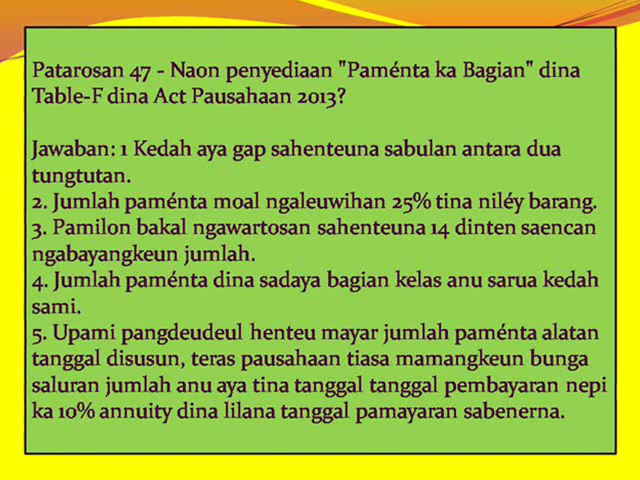 Patarosan 47 - Naon penyediaan "Paménta ka Bagian" dina
Table-F dina Act Pausahaan 2013?
Jawaban: 1 Kedah aya gap sahenteuna sabulan antara dua
tungtutan.
2. Jumlah paménta moal ngaleuwihan 25% tina niléy barang.
3. Pamilon bakal ngawartosan sahenteuna 14 dinten saencan
ngabayangkeun jumlah.
4. Jumlah paménta dina sadaya bagian kelas anu sarua kedah
sami.
5. Upami pangdeudeul henteu mayar jumlah paménta alatan
tanggal disusun, teras pausahaan tiasa mamangkeun bunga
saluran jumlah anu aya tina tanggal tanggal pembayaran nepi
ka 10% annuity dina lilana tanggal pamayaran sabenerna.